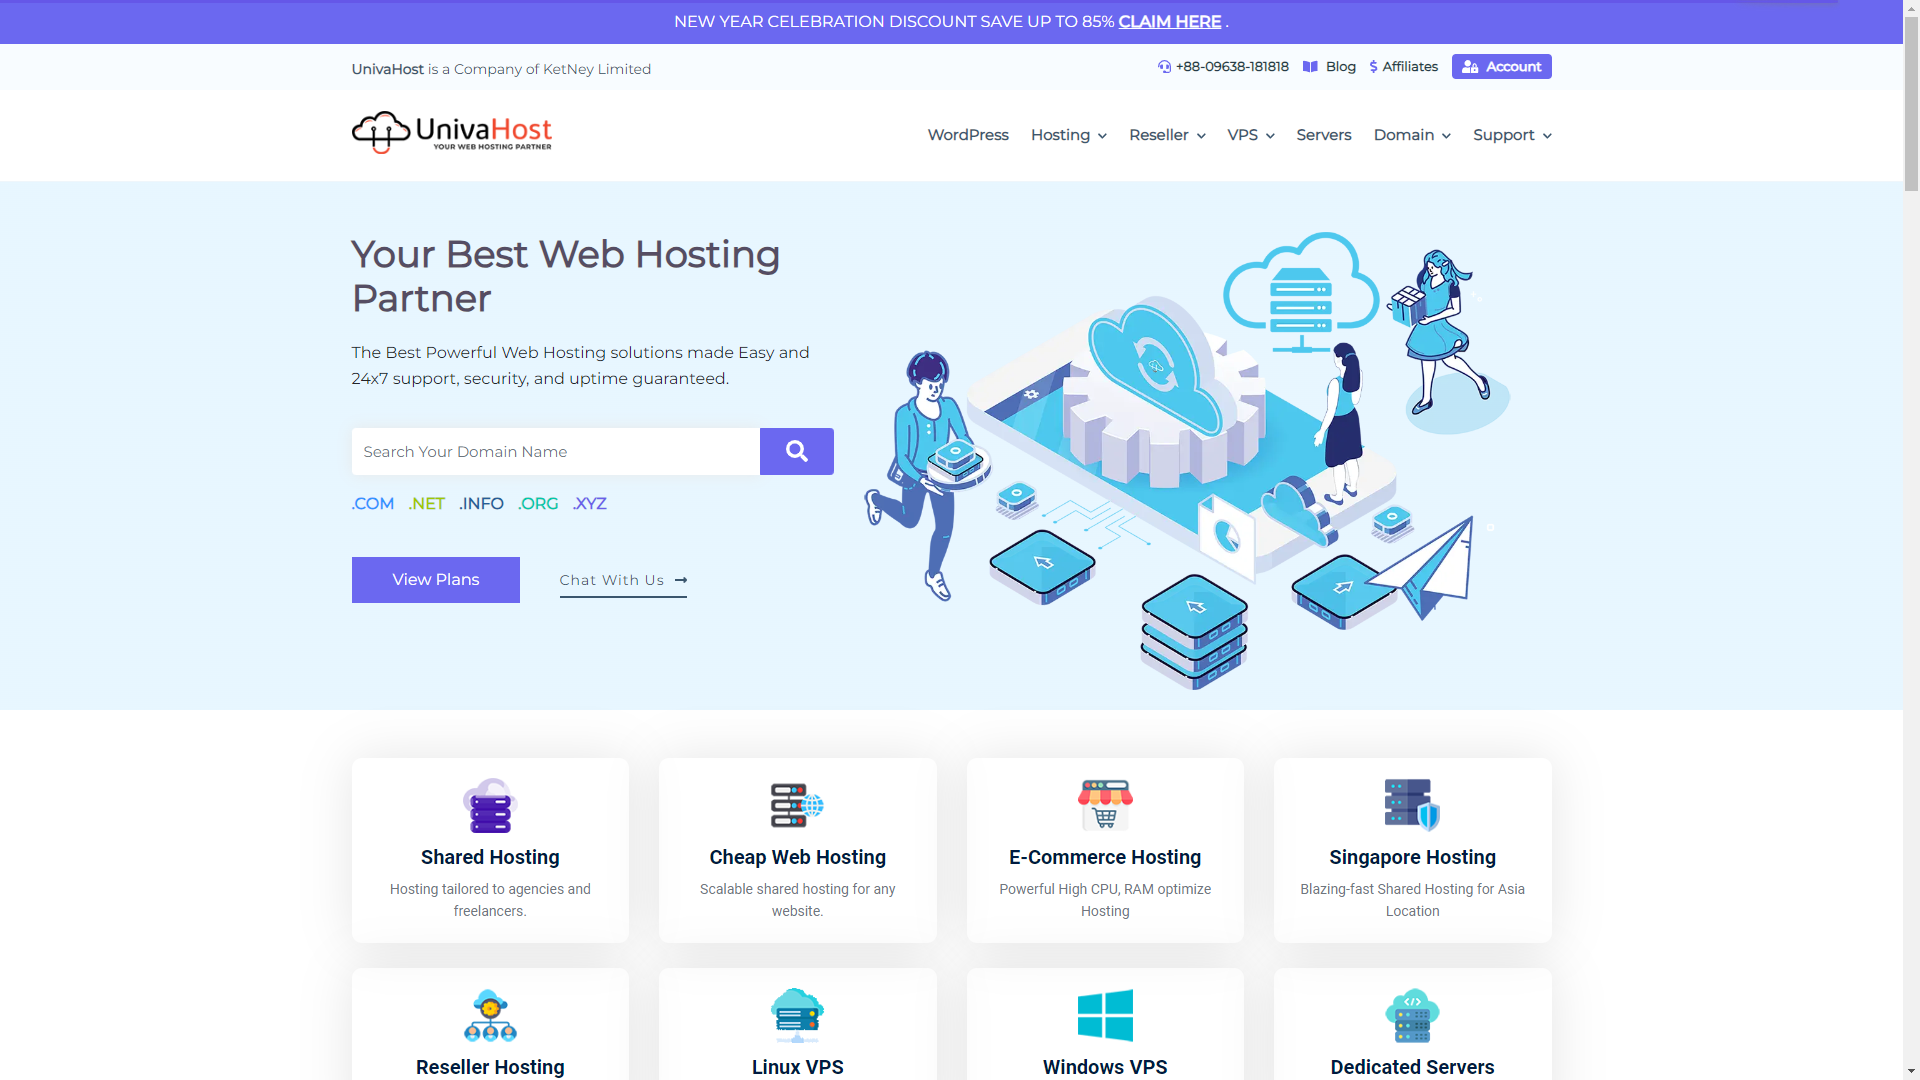 NEW YEAR CELEBRATION DISCOUNT SAVE UP TO 85% CLAIM HERE .
UnivaHost is a Company of KetNey Limited
+88-09638-181818 Blog Affiliates Account
UnivaHost
YOUR WEB HOSTING PARTNER
WordPress Hosting Reseller VPS Servers Domain Support
Your Best Web Hosting
Partner
The Best Powerful Web Hosting solutions made Easy and
24x7 support, security, and uptime guaranteed.
Search Your Domain Name
.COM .NET .INFO .ORG .XYZ
View Plans
Chat With Us
Shared Hosting
Hosting tailored to agencies and
freelancers.
Cheap Web Hosting
Scalable shared hosting for any
website.
E-Commerce Hosting
Powerful High CPU, RAM optimize
Hosting
Singapore Hosting
Blazing-fast Shared Hosting for Asia
Location
Reseller Hosting
Linux VPS
Windows VPS
Dedicated Servers